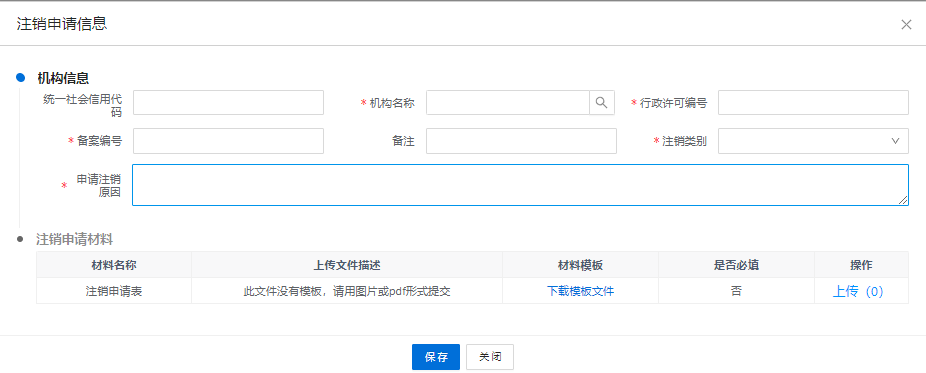 注销申请信息
机构信息
统一社会信用代
码
* 机构名称
* 行政许可编号
* 备案编号
备注
* 注销类别
* 申请注销
原因
注销申请材料
材料名称 上传文件描述 材料模板 是否必填 操作
注销申请表 此文件没有模板，请用图片或pdf形式提交 下载模板文件 否 上传（0）
保存 关闭